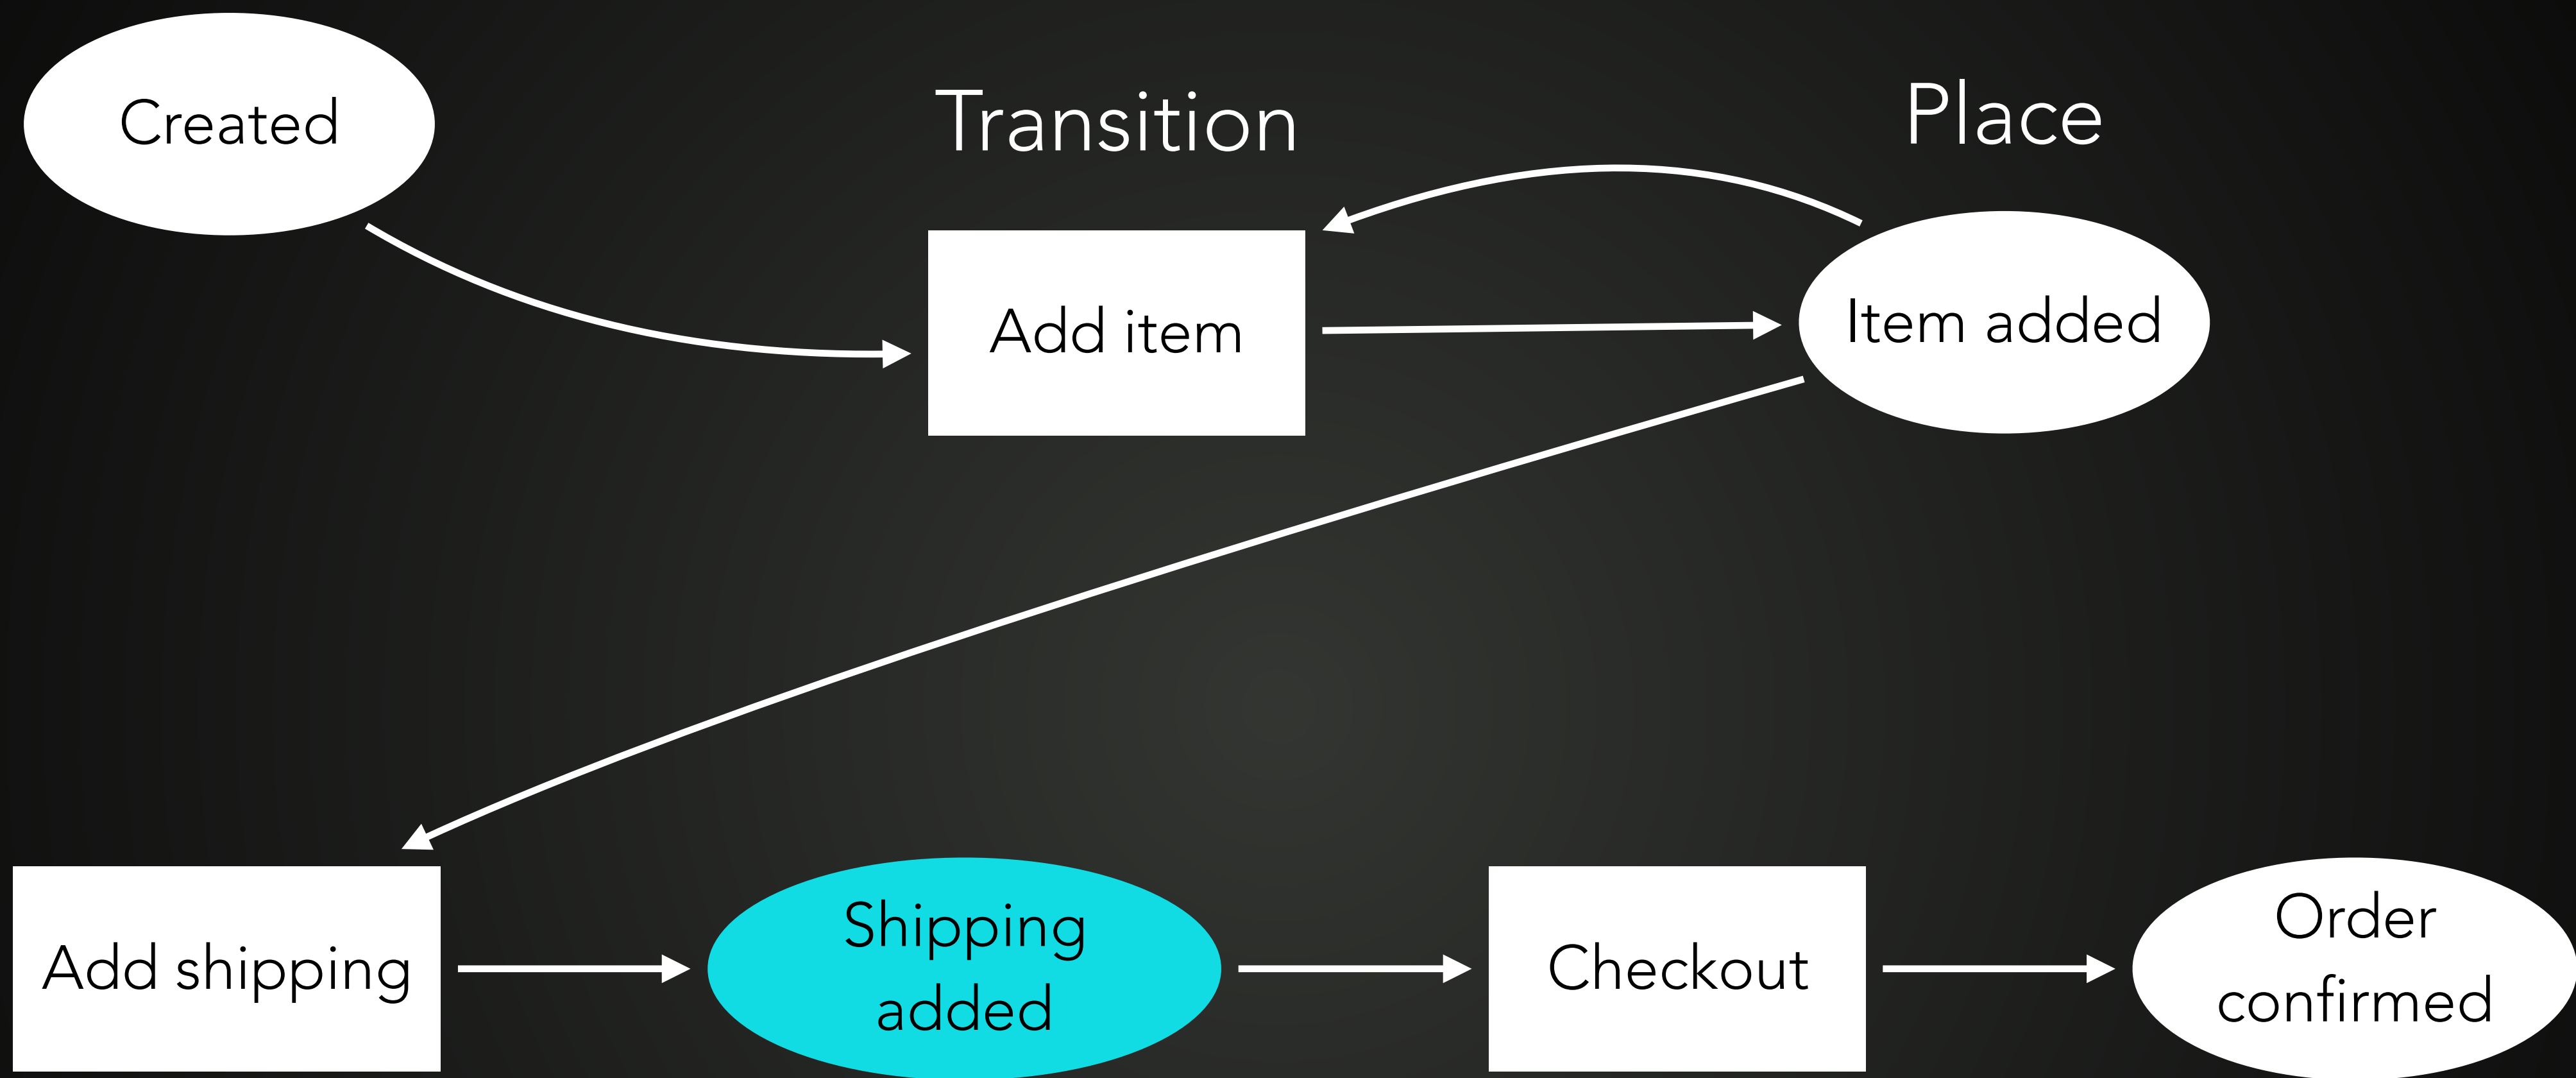 Created
Transition
Place
Add item
Item added
Add shipping
Shipping
added
Checkout
Order
confirmed